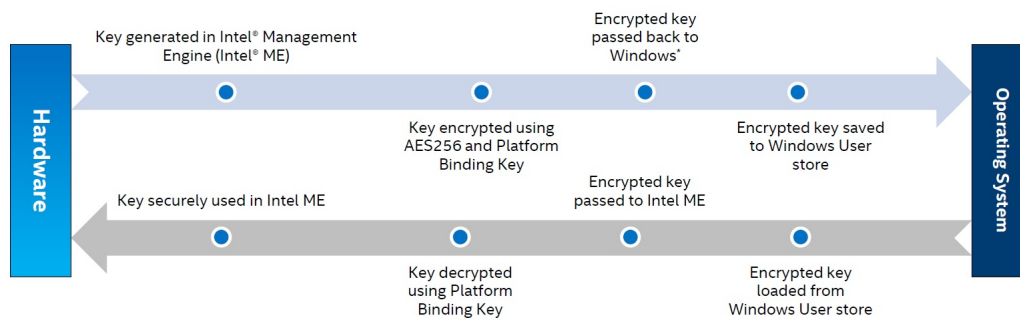 Hardware
Key generated in Intel® Management
Engine (Intel® ME)
Key encrypted using
AES256 and Platform
Binding Key
Encrypted key
passed back to
Windows*
Encrypted key saved
to Windows User
store
Operating System
Encrypted key
loaded from
Windows User store
Encrypted key
passed to Intel ME
Key decrypted
using Platform
Binding Key
Key securely used in Intel ME